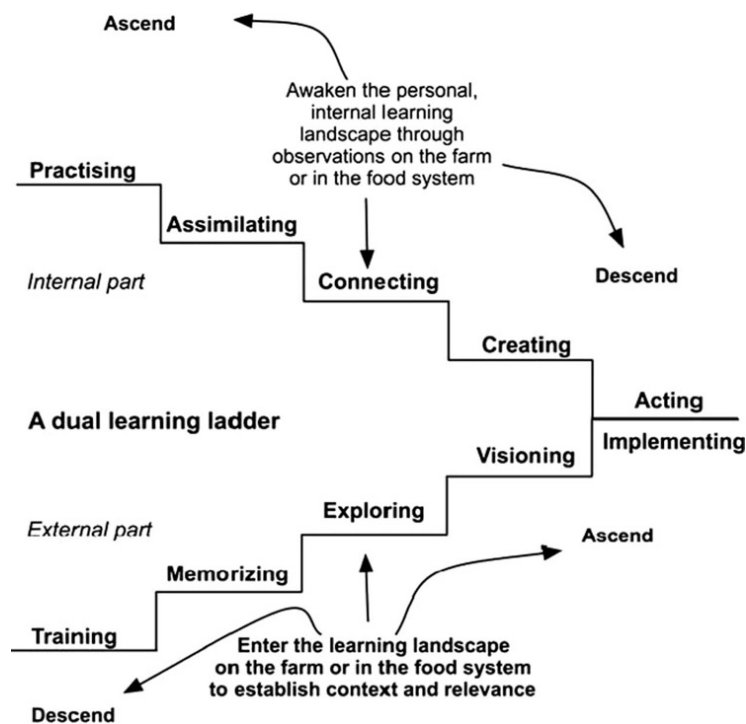 Ascend
Awaken the personal,
internal learning
landscape through
observations on the farm
or in the food system
Practising
Assimilating
Internal part
Connecting
Descend
Creating
A dual learning ladder
Acting
Implementing
Visioning
External part
Exploring
Ascend
Memorizing
Training
Enter the learning landscape
on the farm or in the food system
to establish context and relevance
Descend